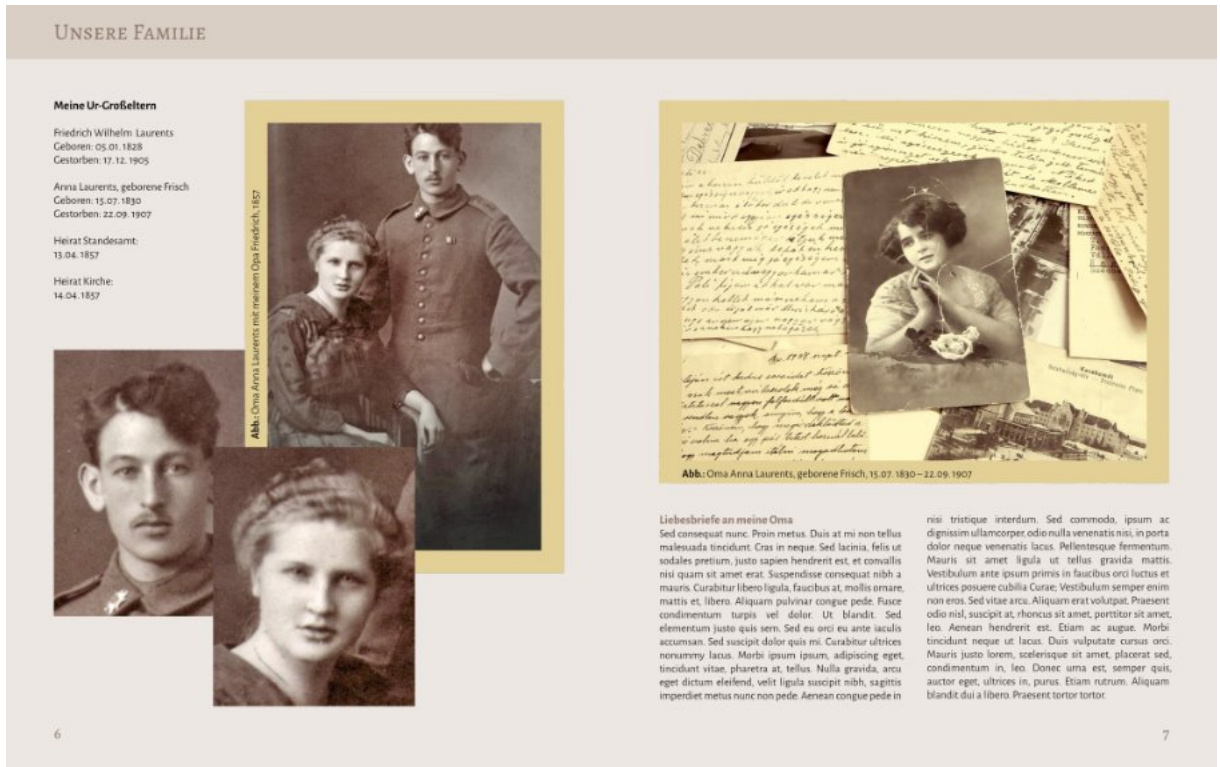 UNSERE FAMILIE
Meine Ur-Großeltern
Friedrich Wilhelm Laurents
Geboren: 05.01.1828
Gestorben: 17.12.1905
Anna Laurents, geborene Frisch
Geboren: 15.07.1830
Gestorben: 22.09.1907
Heirat Standesamt:
13.04.1857
Heirat Kirche:
14.04.1857
Abb.: Oma Anna Laurents mit meinem Opa Friedrich, 1857
Abb.: Oma Anna Laurents, geborene Frisch, 15.07.1830 – 22.09.1907
Liebesbriefe an meine Oma
Sed consequat nunc. Proin metus. Duis at mi non tellus
malesuada tincidunt. Cras in neque. Sed lacinia, felis ut
sodales pretium, justo sapien hendrerit est, et convallis
nisi quam sit amet erat. Suspendisse consequat nibh a
mauris. Curabitur libero ligula, faucibus at, mollis ornare,
mattis et, libero. Aliquam pulvinar congue pede. Fusce
condimentum turpis vel dolor. Ut blandit. Sed
elementum justo quis sem. Sed eu orci eu ante iaculis
accumsan. Sed suscipit dolor quis mi. Curabitur ultrices
nonummy lacus. Morbi ipsum ipsum, adipiscing eget,
tincidunt vitae, pharetra at, tellus. Nulla gravida, arcu
eget dictum eleifend, velit ligula suscipit nibh, sagittis
imperdiet metus nunc non pede. Aenean congue pede in
nisi tristique interdum. Sed commodo, ipsum ac
dignissim ullamcorper, odio nulla venenatis nisi, in porta
dolor neque venenatis lacus. Pellentesque fermentum.
Mauris sit amet ligula ut tellus gravida mattis.
Vestibulum ante ipsum primis in faucibus orci luctus et
ultrices posuere cubilia Curae; Vestibulum semper enim
non eros. Sed vitae arcu. Aliquam erat volutpat. Praesent
odio nisl, suscipit at, rhoncus sit amet, porttitor sit amet,
leo. Aenean hendrerit est. Etiam ac augue. Morbi
tincidunt neque ut lacus. Duis vulputate cursus orci.
Mauris justo lorem, scelerisque sit amet, placerat sed,
condimentum in, leo. Donec urna est, semper quis,
auctor eget, ultrices in, purus. Etiam rutrum. Aliquam
blandit dui a libero. Praesent tortor tortor.
6
7